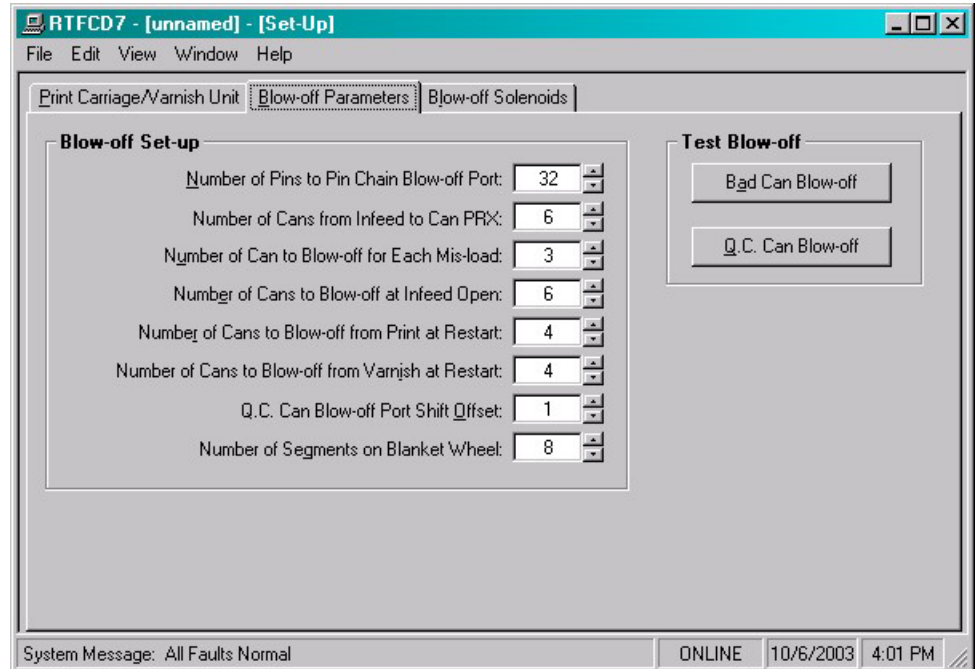 RTFCD7 - [unnamed] - [Set-Up]
File Edit View Window Help
Print Carriage/Varnish Unit Blow-off Parameters Blow-off Solenoids
Blow-off Set-up
Number of Pins to Pin Chain Blow-off Port: 32
Number of Cans from Infeed to Can PRX: 6
Number of Can to Blow-off for Each Mis-load: 3
Number of Cans to Blow-off at Infeed Open: 6
Number of Cans to Blow-off from Print at Restart: 4
Number of Cans to Blow-off from Varnish at Restart: 4
Q.C. Can Blow-off Port Shift Offset: 1
Number of Segments on Blanket Wheel: 8
Test Blow-off
Bad Can Blow-off
Q.C. Can Blow-off
System Message: All Faults Normal ONLINE 10/6/2003 4:01 PM